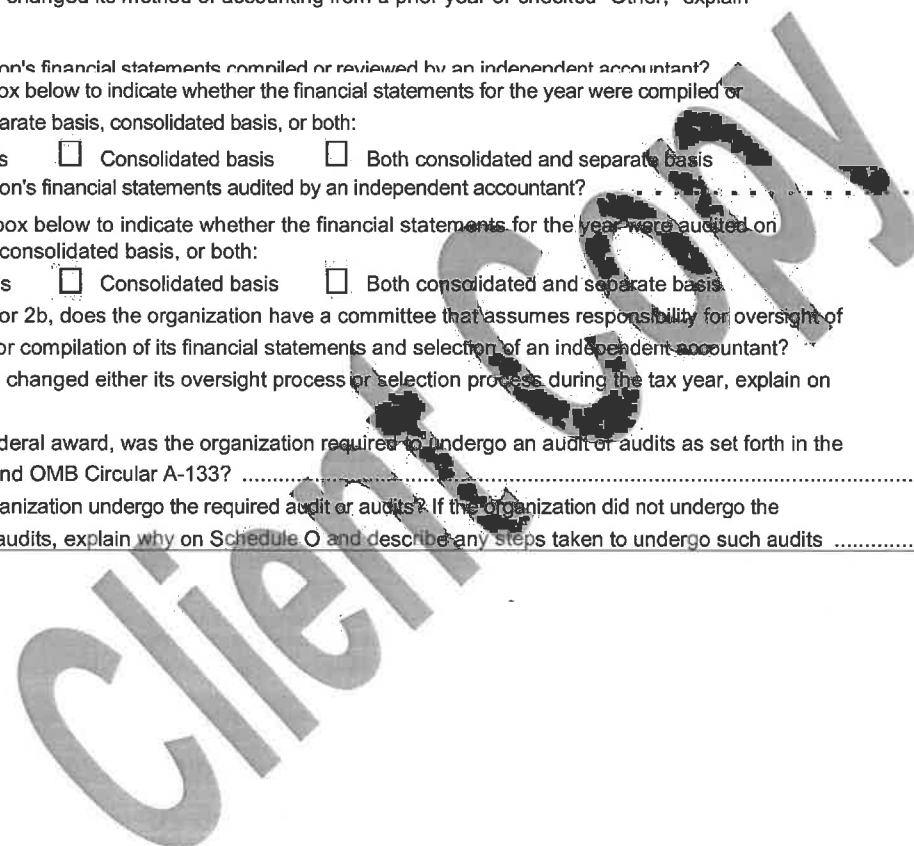 changed its method of accounting from a prior year or checked "Other," explain
on's financial statements compiled or reviewed by an independent accountant?
ox below to indicate whether the financial statements for the year were compiled or
arate basis, consolidated basis, or both:
s ☐ Consolidated basis ☐ Both consolidated and separate basis
on's financial statements audited by an independent accountant?
box below to indicate whether the financial statements for the year were audited on
consolidated basis, or both:
s ☐ Consolidated basis ☐ Both consolidated and separate basis
or 2b, does the organization have a committee that assumes responsibility for oversight of
or compilation of its financial statements and selection of an independent accountant?
changed either its oversight process or selection process during the tax year, explain on
deral award, was the organization required to undergo an audit or audits as set forth in the
nd OMB Circular A-133?
anization undergo the required audit or audits? If the organization did not undergo the
audits, explain why on Schedule O and describe any steps taken to undergo such audits
Client Copy